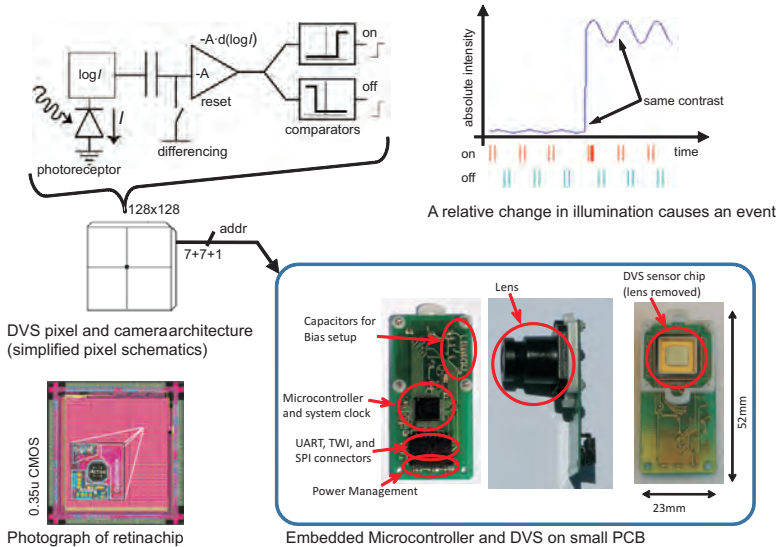 -A·d(logI)
on
logI
-A
reset
off
I
comparators
differencing
photoreceptor
absolute intensity
same contrast
on
time
off
A relative change in illumination causes an event
128x128
addr
7+7+1
DVS pixel and cameraarchitecture
(simplified pixel schematics)
0.35u CMOS
Photograph of retinachip
Capacitors for
Bias setup
Microcontroller
and system clock
UART, TWI, and
SPI connectors
Power Management
Lens
DVS sensor chip
(lens removed)
52mm
23mm
Embedded Microcontroller and DVS on small PCB